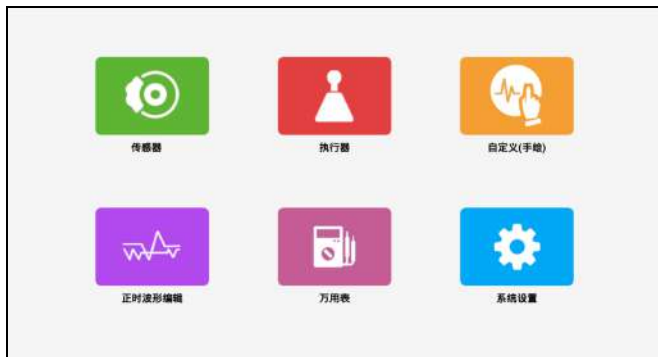 传感器
执行器
自定义(手绘)
正时波形编辑
万用表
系统设置